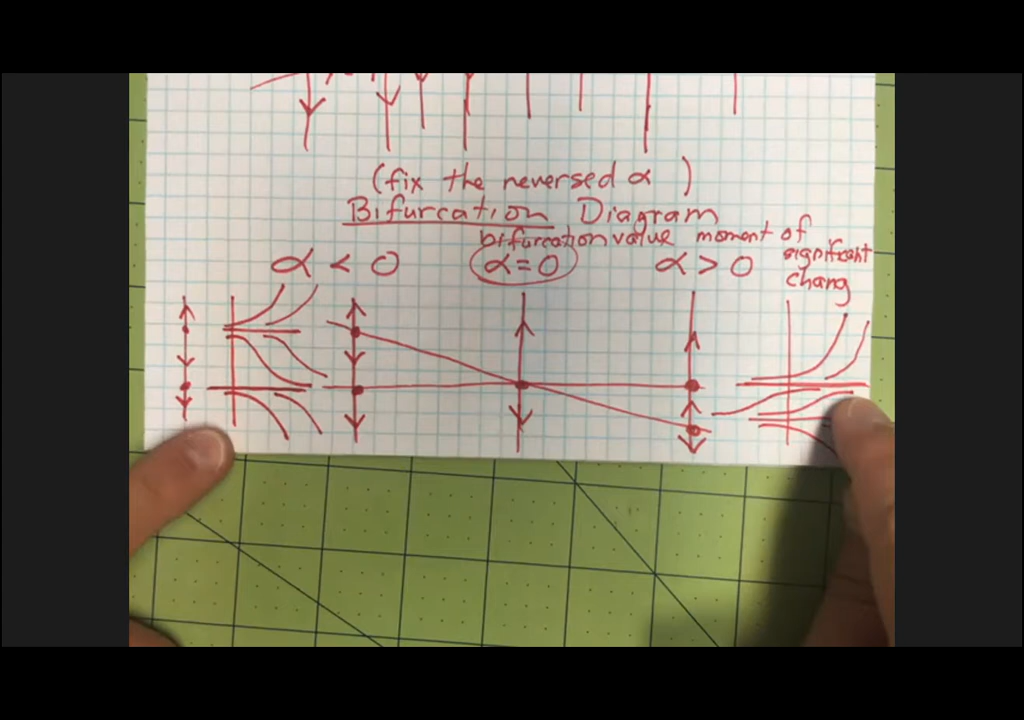 (fix the reversed α )
Bifurcation Diagram
bifurcation value moment of
α < 0 α = 0 α > 0 significant
chang